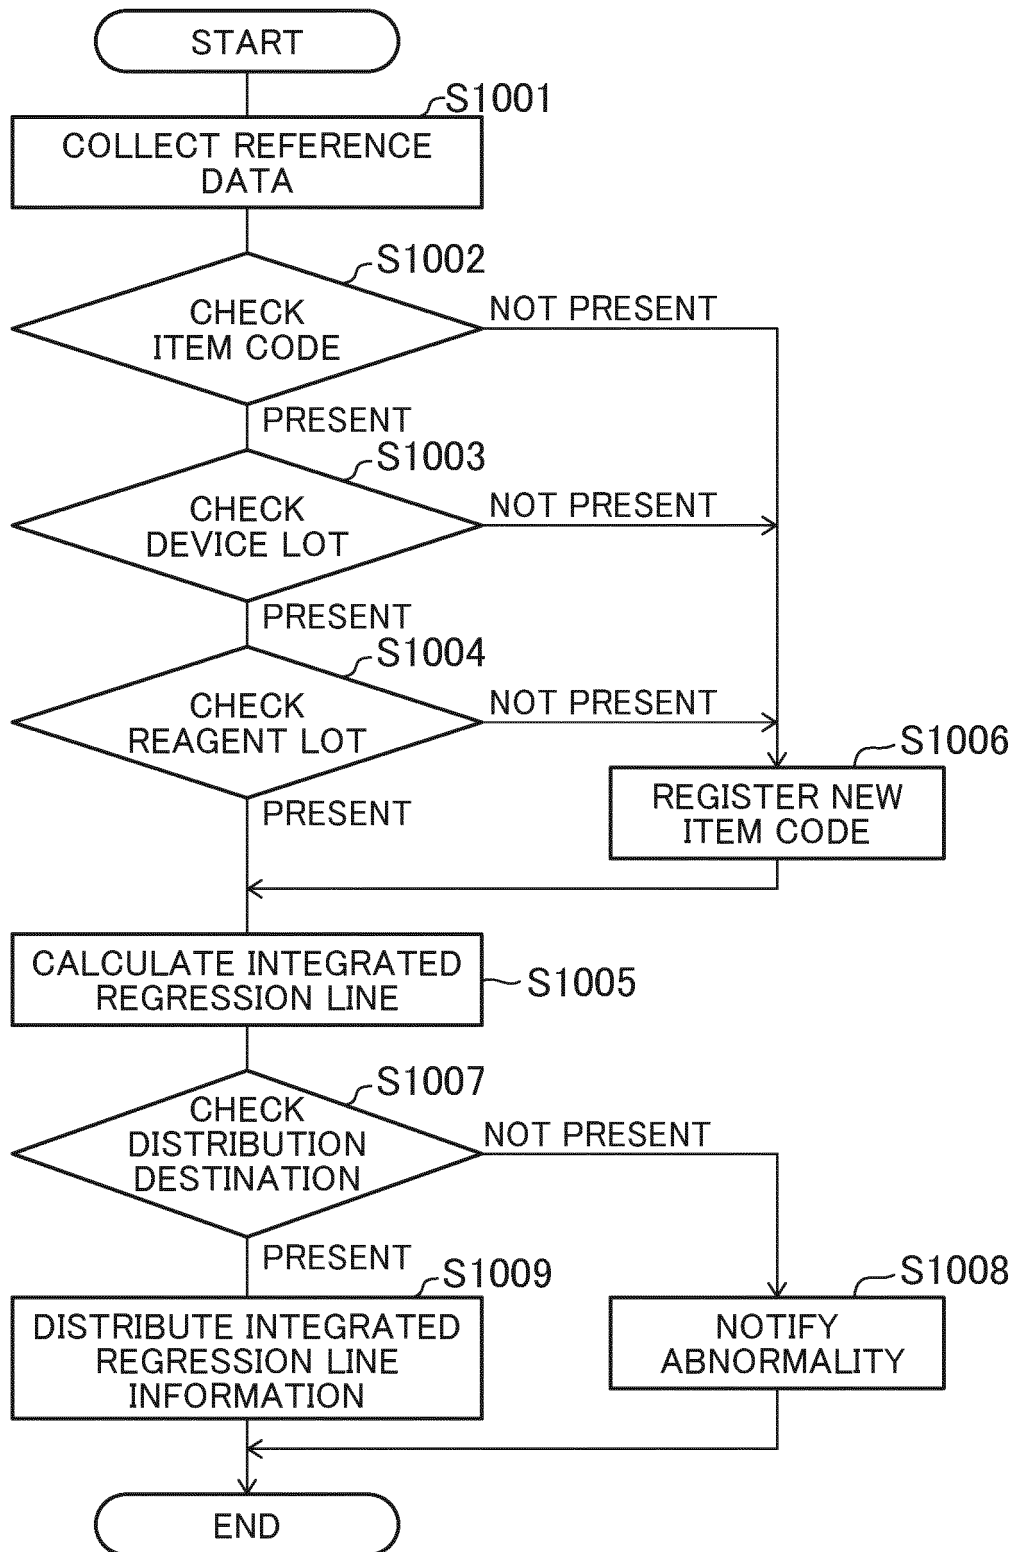 START
S1001
COLLECT REFERENCE
DATA
S1002
CHECK
ITEM CODE
NOT PRESENT
PRESENT
S1003
CHECK
DEVICE LOT
NOT PRESENT
PRESENT
S1004
CHECK
REAGENT LOT
NOT PRESENT
PRESENT
S1006
REGISTER NEW
ITEM CODE
CALCULATE INTEGRATED
REGRESSION LINE
S1005
S1007
CHECK
DISTRIBUTION
DESTINATION
NOT PRESENT
PRESENT
S1009
DISTRIBUTE INTEGRATED
REGRESSION LINE
INFORMATION
S1008
NOTIFY
ABNORMALITY
END